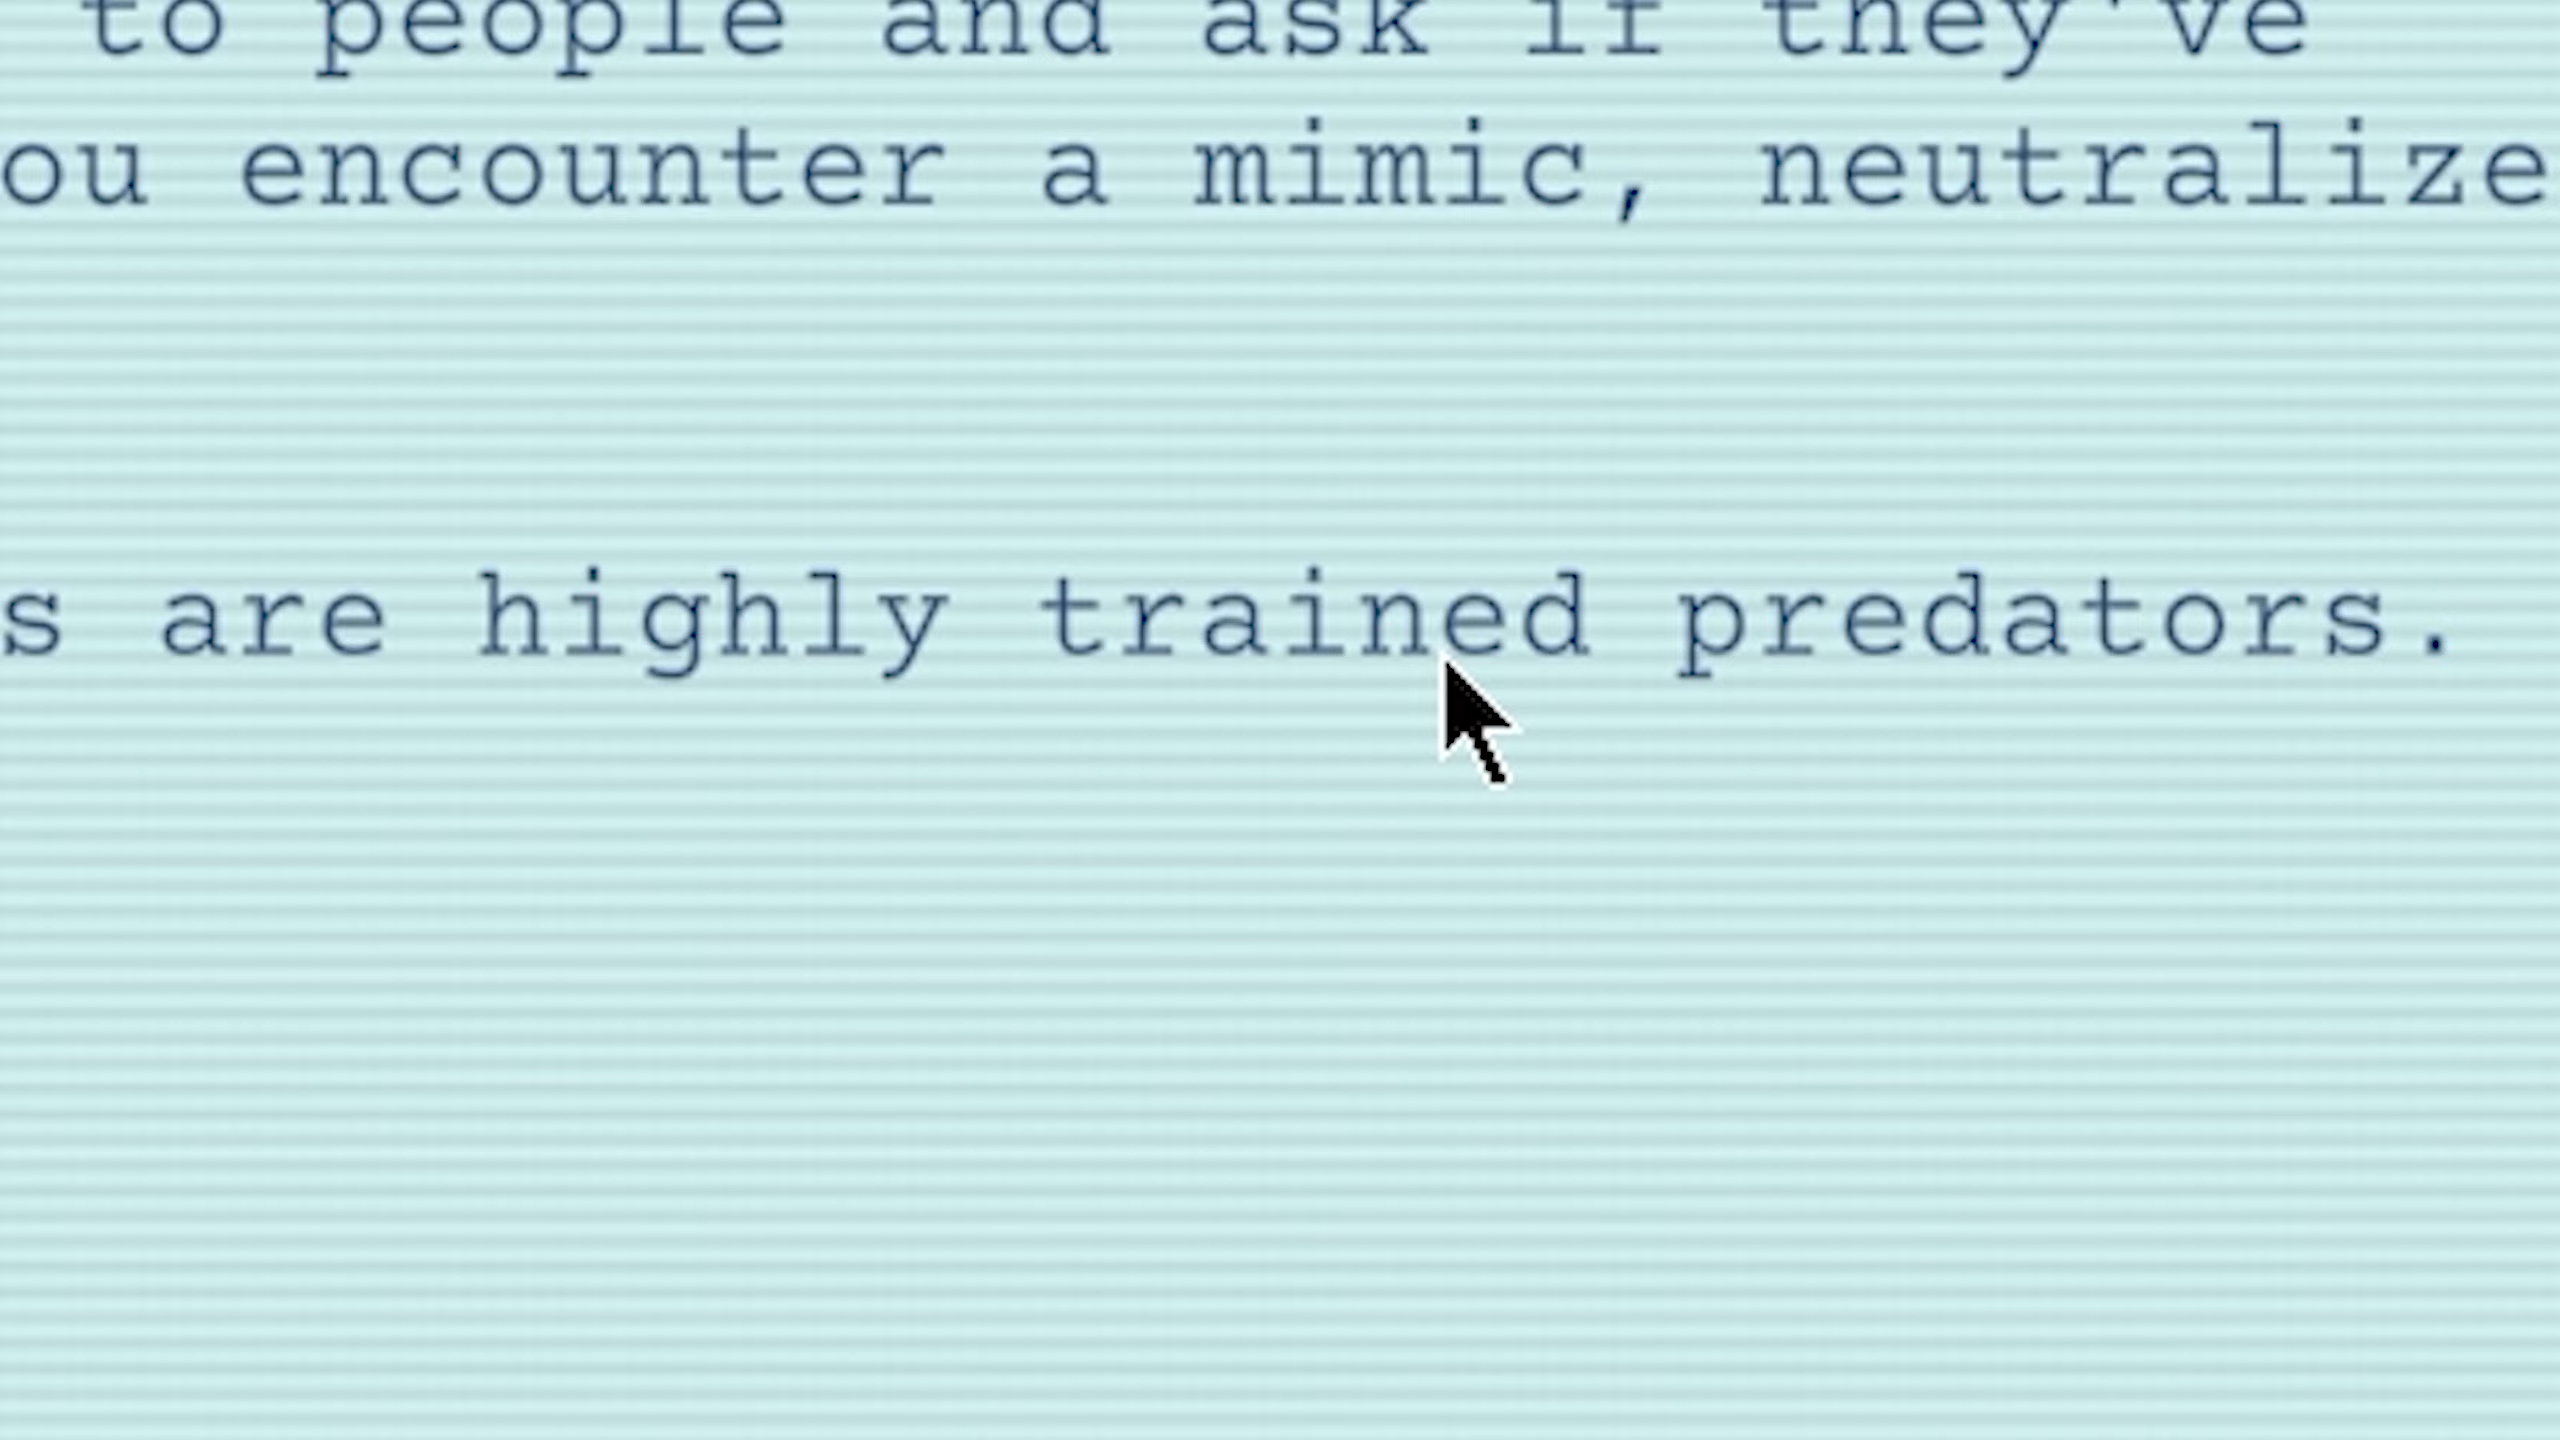 to people and ask if they've
ou encounter a mimic, neutralize
s are highly trained predators.